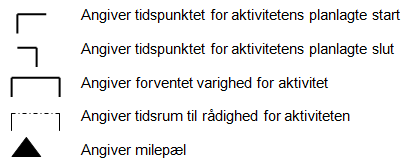 Angiver tidspunktet for aktivitetens planlagte start
Angiver tidspunktet for aktivitetens planlagte slut
Angiver forventet varighed for aktivitet
Angiver tidsrum til rådighed for aktiviteten
Angiver milepæl